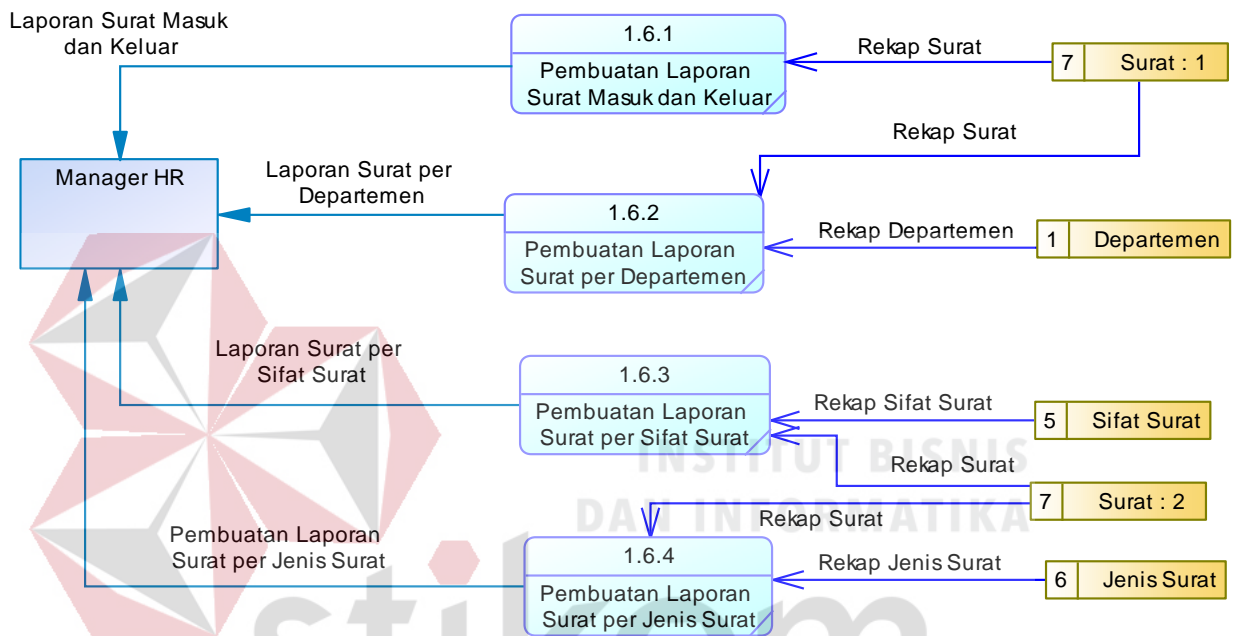 Laporan Surat Masuk
dan Keluar
1.6.1
Pembuatan Laporan
Surat Masuk dan Keluar
Rekap Surat
7 Surat : 1
Rekap Surat
Manager HR
Laporan Surat per
Departemen
1.6.2
Pembuatan Laporan
Surat per Departemen
Rekap Departemen
1 Departemen
Laporan Surat per
Sifat Surat
1.6.3
Pembuatan Laporan
Surat per Sifat Surat
Rekap Sifat Surat
5 Sifat Surat
INSTITUT BISNIS
Rekap Surat
7 Surat : 2
DAN INFORMATIKA
Rekap Surat
Pembuatan Laporan
Surat per Jenis Surat
1.6.4
Pembuatan Laporan
Surat per Jenis Surat
Rekap Jenis Surat
6 Jenis Surat
stikom